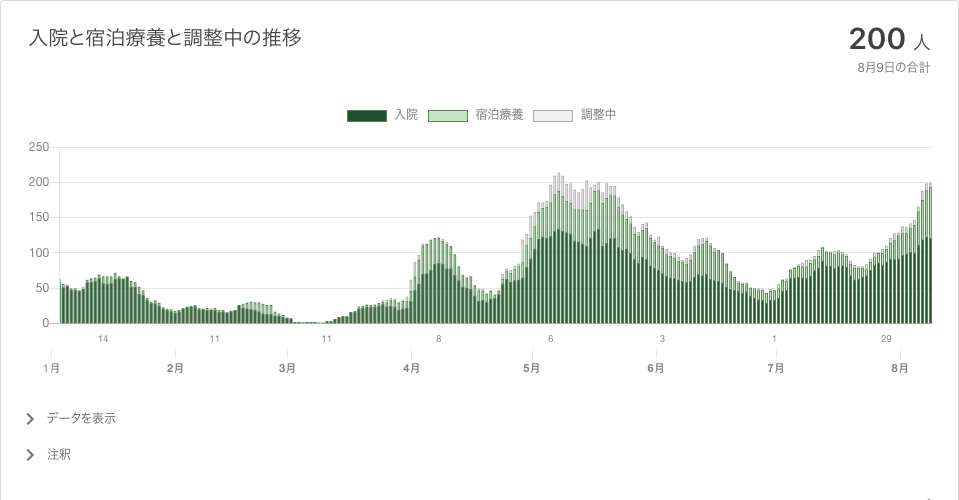 入院と宿泊療養と調整中の推移
200 人
8月9日の合計
入院 宿泊療養 調整中
250
200
150
100
50
0
14 11 11 8 6 3 1 29
1月 2月 3月 4月 5月 6月 7月 8月
データを表示
注釈